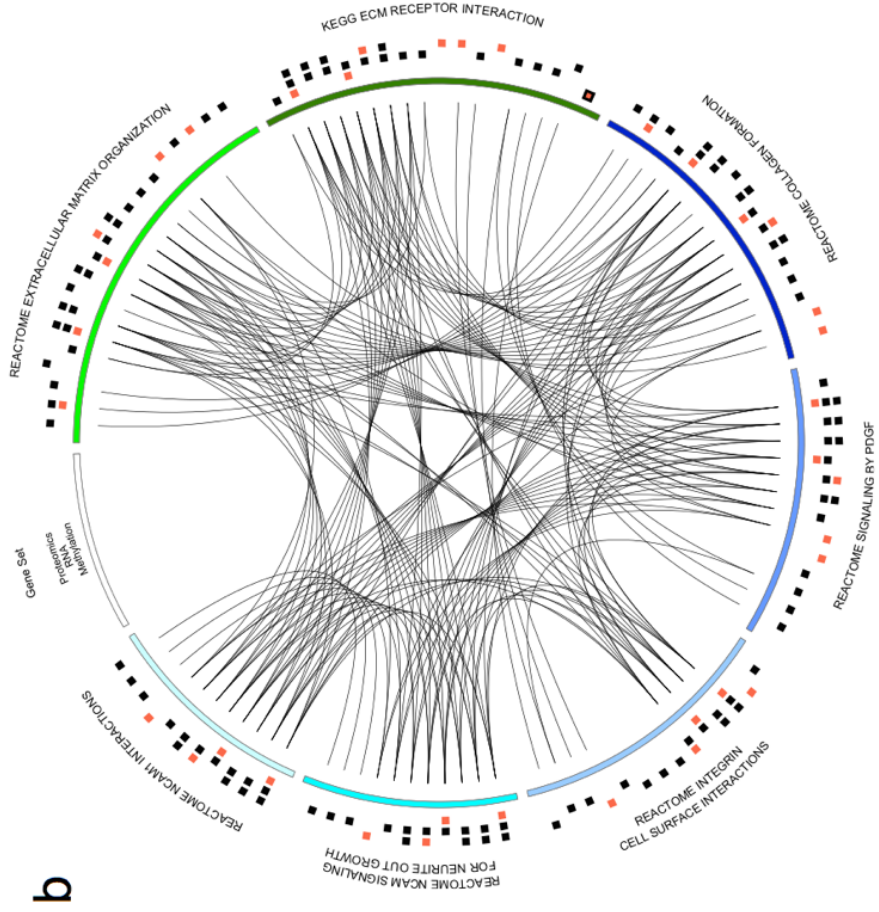 KEGG ECM RECEPTOR INTERACTION
REACTOME COLLAGEN FORMATION
REACTOME SIGNALING BY PDGF
REACTOME INTEGRIN
CELL SURFACE INTERACTIONS
REACTOME NCAM SIGNALING
FOR NEURITE OUT GROWTH
REACTOME NCAM1 INTERACTIONS
Gene Set
Proteomics
RNA
Methylation
REACTOME EXTRACELLULAR MATRIX ORGANIZATION
b